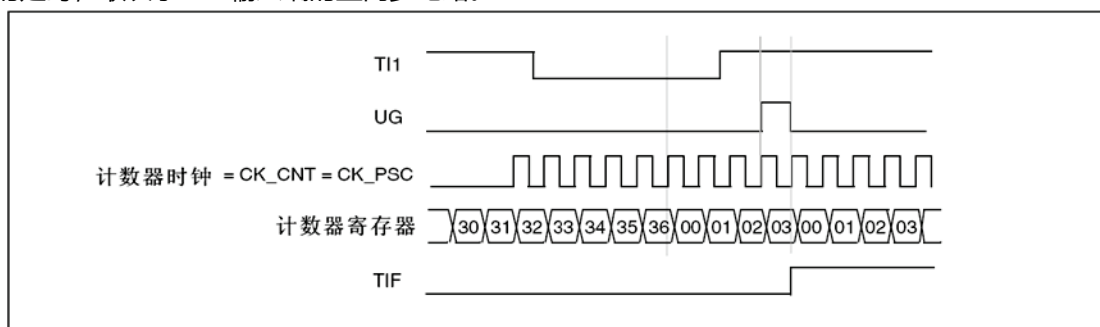 TI1
UG
计数器时钟 = CK_CNT = CK_PSC
计数器寄存器 30 31 32 33 34 35 36 00 01 02 03 00 01 02 03
TIF